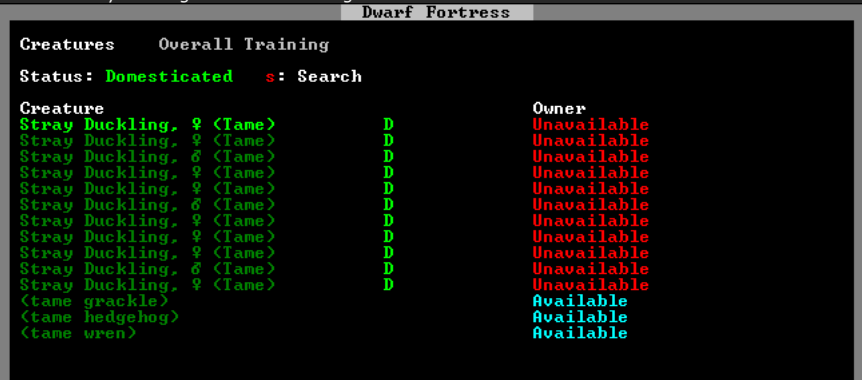 Dwarf Fortress
Creatures Overall Training
Status: Domesticated s: Search
Creature Owner
Stray Duckling, ♀ (Tame) D Unavailable
Stray Duckling, ♀ (Tame) D Unavailable
Stray Duckling, ♂ (Tame) D Unavailable
Stray Duckling, ♀ (Tame) D Unavailable
Stray Duckling, ♀ (Tame) D Unavailable
Stray Duckling, ♂ (Tame) D Unavailable
Stray Duckling, ♀ (Tame) D Unavailable
Stray Duckling, ♀ (Tame) D Unavailable
Stray Duckling, ♀ (Tame) D Unavailable
Stray Duckling, ♂ (Tame) D Unavailable
Stray Duckling, ♀ (Tame) D Unavailable
(tame grackle) Available
(tame hedgehog) Available
(tame wren) Available